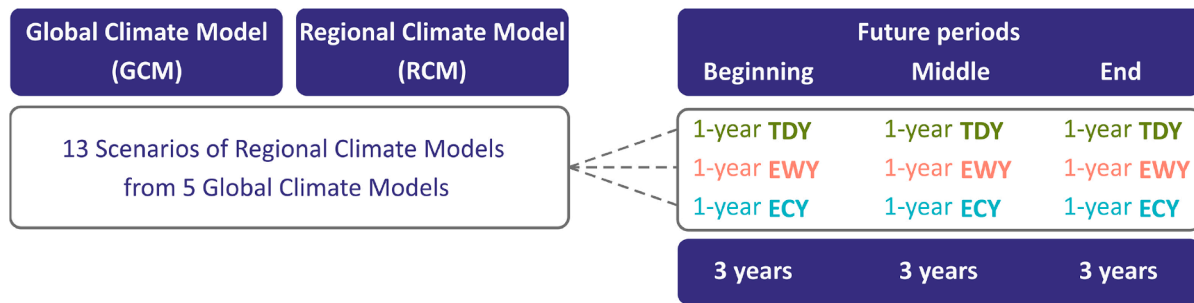 Global Climate Model
(GCM)
Regional Climate Model
(RCM)
13 Scenarios of Regional Climate Models
from 5 Global Climate Models
Future periods
Beginning Middle End
1-year TDY 1-year TDY 1-year TDY
1-year EWY 1-year EWY 1-year EWY
1-year ECY 1-year ECY 1-year ECY
3 years 3 years 3 years